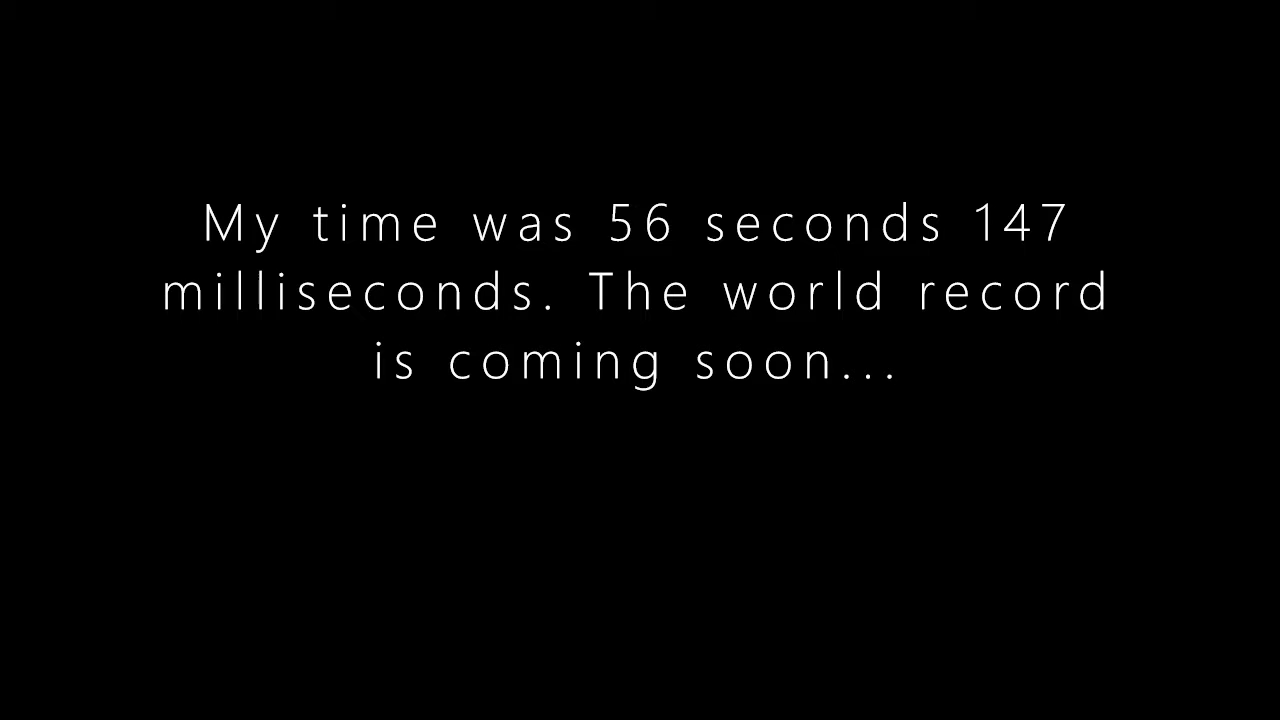 My time was 56 seconds 147
milliseconds. The world record
is coming soon...